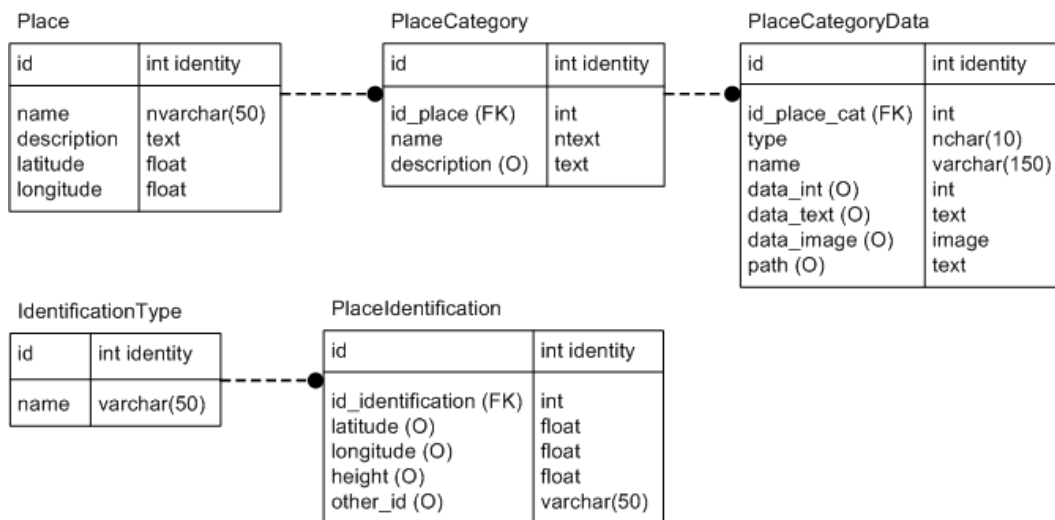 Place
id int identity
name nvarchar(50)
description text
latitude float
longitude float
PlaceCategory
id int identity
id_place (FK) int
name ntext
description (O) text
PlaceCategoryData
id int identity
id_place_cat (FK) int
type nchar(10)
name varchar(150)
data_int (O) int
data_text (O) text
data_image (O) image
path (O) text
IdentificationType
id int identity
name varchar(50)
PlaceIdentification
id int identity
id_identification (FK) int
latitude (O) float
longitude (O) float
height (O) float
other_id (O) varchar(50)